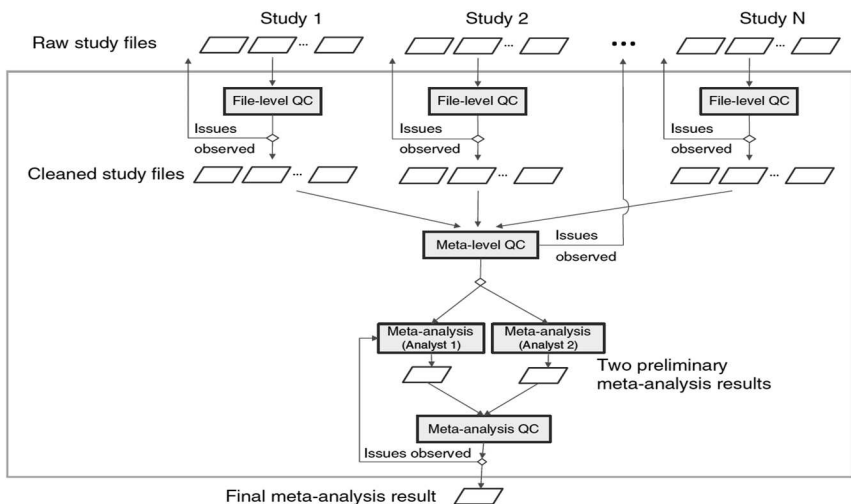 Study 1
Study 2
Study N
Raw study files
...
...
...
...
File-level QC
File-level QC
File-level QC
Issues
observed
Issues
observed
Issues
observed
Cleaned study files
...
...
...
Meta-level QC
Issues
observed
Meta-analysis
(Analyst 1)
Meta-analysis
(Analyst 2)
Two preliminary
meta-analysis results
Meta-analysis QC
Issues observed
Final meta-analysis result